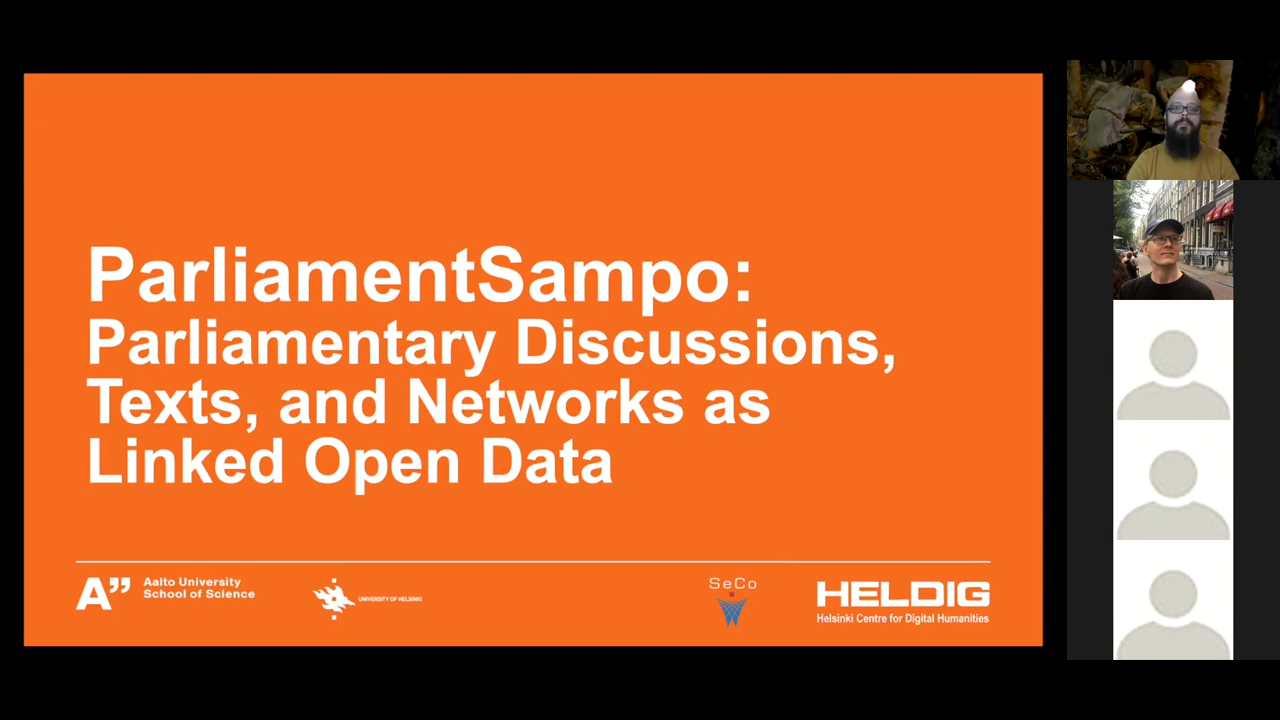 ParliamentSampo:
Parliamentary Discussions,
Texts, and Networks as
Linked Open Data
A”
Aalto University
School of Science
UNIVERSITY OF HELSINKI
SeCo
HELDIG
Helsinki Centre for Digital Humanities